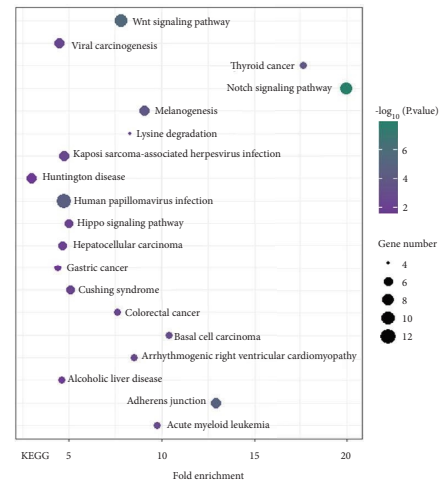 Wnt signaling pathway
Viral carcinogenesis
Thyroid cancer
Notch signaling pathway
Melanogenesis
Lysine degradation
Kaposi sarcoma-associated herpesvirus infection
Huntington disease
Human papillomavirus infection
Hippo signaling pathway
Hepatocellular carcinoma
Gastric cancer
Cushing syndrome
Colorectal cancer
Basal cell carcinoma
Arrhythmogenic right ventricular cardiomyopathy
Alcoholic liver disease
Adherens junction
Acute myeloid leukemia
KEGG 5 10 15 20
Fold enrichment
-log10 (P.value)
6
4
2
Gene number
4
6
8
10
12